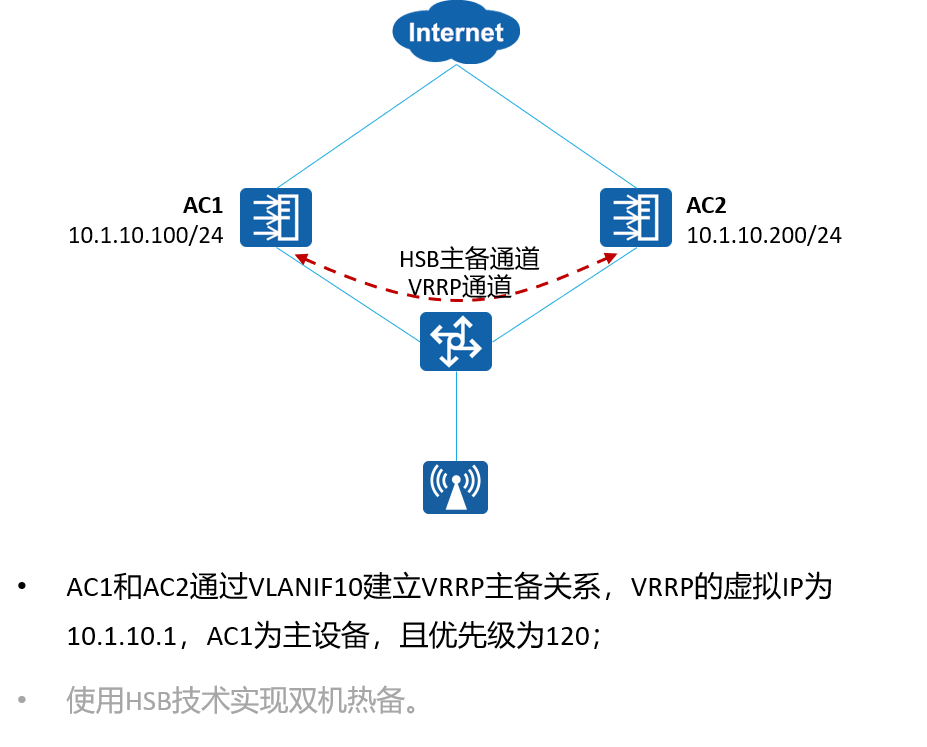 Internet
AC1
10.1.10.100/24
AC2
10.1.10.200/24
HSB主备通道
VRRP通道
• AC1和AC2通过VLANIF10建立VRRP主备关系，VRRP的虚拟IP为
10.1.10.1，AC1为主设备，且优先级为120；
• 使用HSB技术实现双机热备。